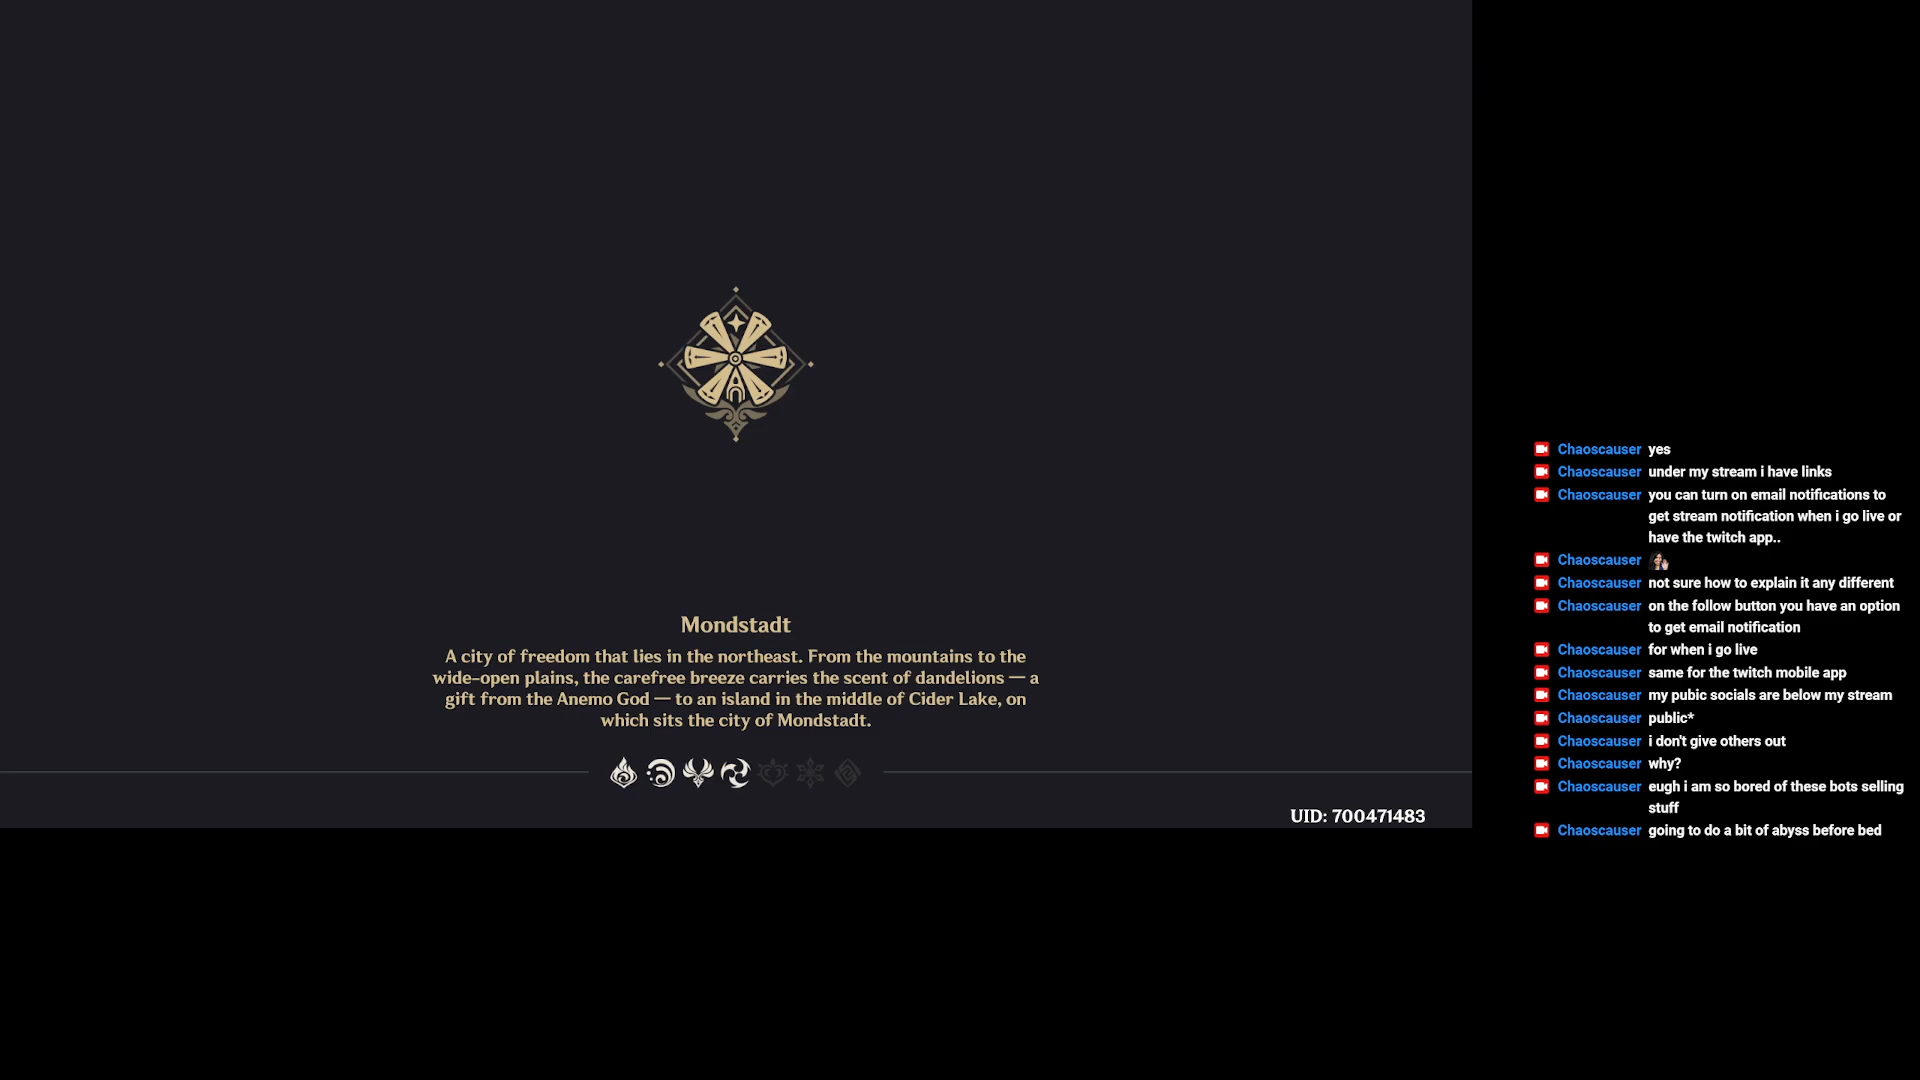 Mondstadt
A city of freedom that lies in the northeast. From the mountains to the
wide-open plains, the carefree breeze carries the scent of dandelions — a
gift from the Anemo God — to an island in the middle of Cider Lake, on
which sits the city of Mondstadt.
UID: 700471483
Chaoscauser yes
Chaoscauser under my stream i have links
Chaoscauser you can turn on email notifications to
get stream notification when i go live or
have the twitch app..
Chaoscauser
Chaoscauser not sure how to explain it any different
Chaoscauser on the follow button you have an option
to get email notification
Chaoscauser for when i go live
Chaoscauser same for the twitch mobile app
Chaoscauser my pubic socials are below my stream
Chaoscauser public*
Chaoscauser i don't give others out
Chaoscauser why?
Chaoscauser eugh i am so bored of these bots selling
stuff
Chaoscauser going to do a bit of abyss before bed